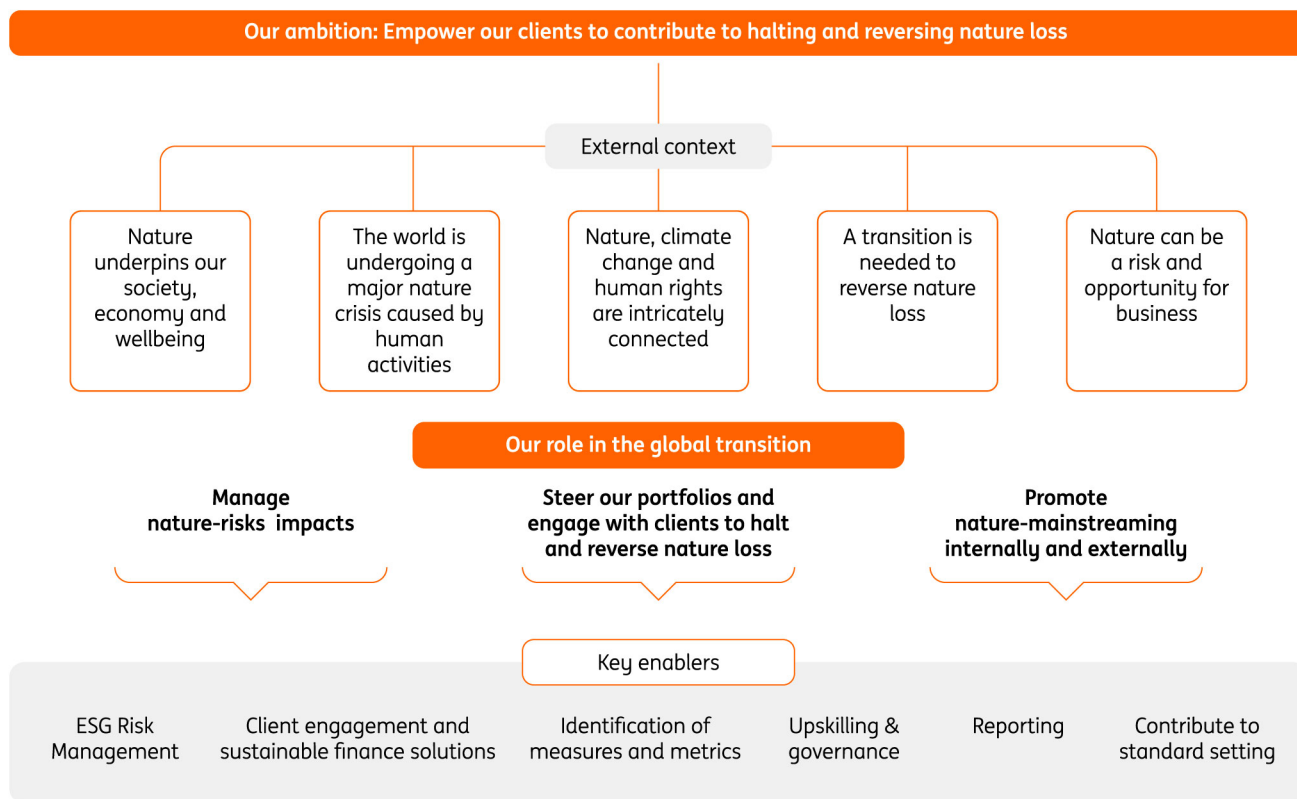 Our ambition: Empower our clients to contribute to halting and reversing nature loss
External context
Nature
underpins our
society,
economy and
wellbeing
The world is
undergoing a
major nature
crisis caused by
human
activities
Nature, climate
change and
human rights
are intricately
connected
A transition is
needed to
reverse nature
loss
Nature can be
a risk and
opportunity for
business
Our role in the global transition
Manage
nature-risks impacts
Steer our portfolios and
engage with clients to halt
and reverse nature loss
Promote
nature-mainstreaming
internally and externally
Key enablers
ESG Risk
Management
Client engagement and
sustainable finance solutions
Identification of
measures and metrics
Upskilling &
governance
Reporting
Contribute to
standard setting